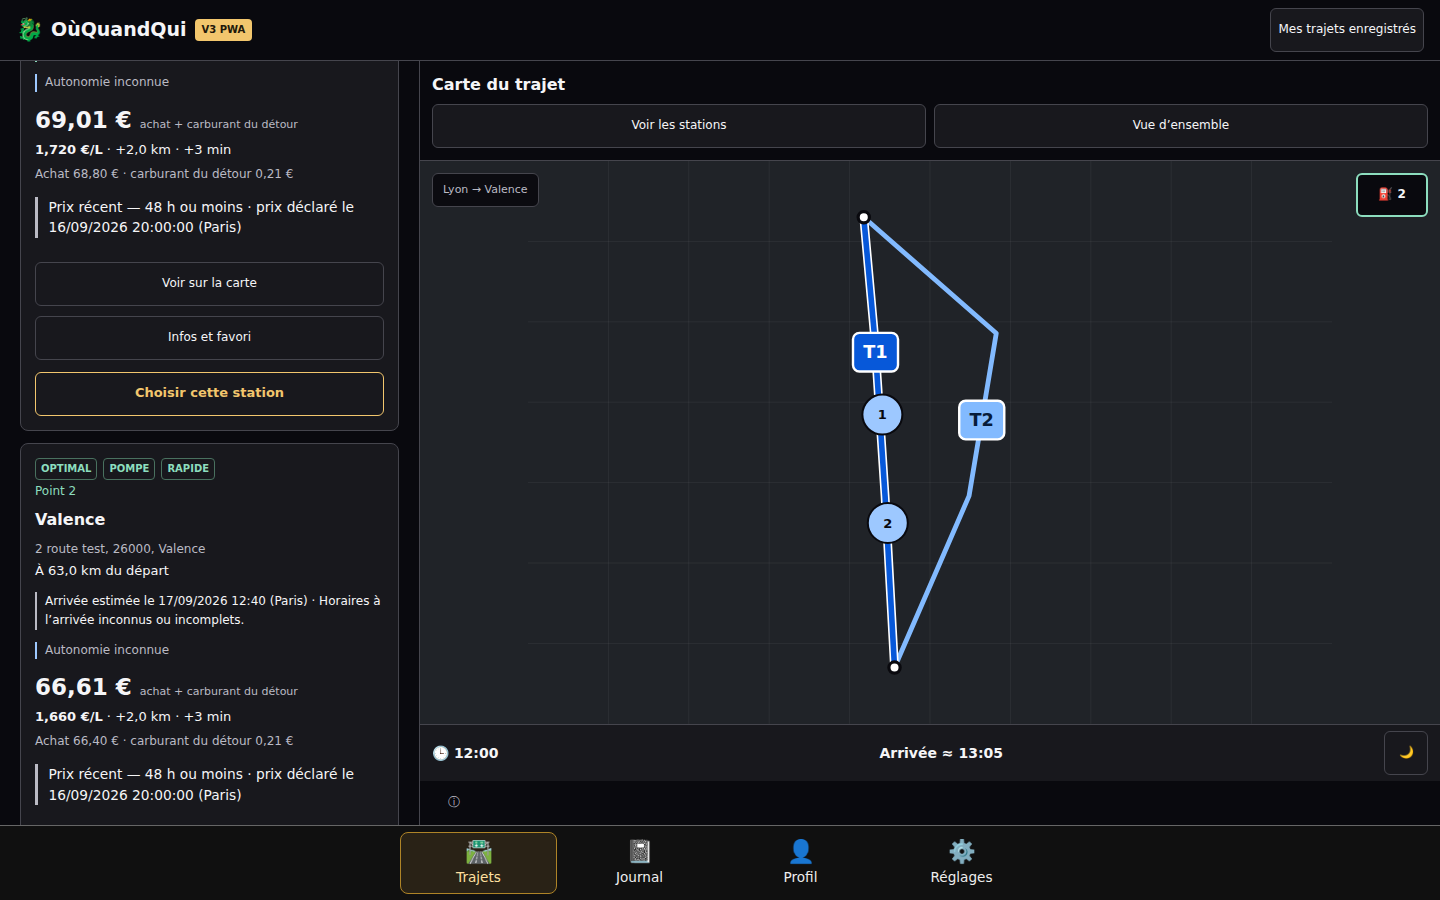 OùQuandQui V3 PWA
Mes trajets enregistrés
Autonomie inconnue
69,01 € achat + carburant du détour
1,720 €/L · +2,0 km · +3 min
Achat 68,80 € · carburant du détour 0,21 €
Prix récent — 48 h ou moins · prix déclaré le
16/09/2026 20:00:00 (Paris)
Voir sur la carte
Infos et favori
Choisir cette station
OPTIMAL POMPE RAPIDE
Point 2
Valence
2 route test, 26000, Valence
À 63,0 km du départ
Arrivée estimée le 17/09/2026 12:40 (Paris) · Horaires à
l’arrivée inconnus ou incomplets.
Autonomie inconnue
66,61 € achat + carburant du détour
1,660 €/L · +2,0 km · +3 min
Achat 66,40 € · carburant du détour 0,21 €
Prix récent — 48 h ou moins · prix déclaré le
16/09/2026 20:00:00 (Paris)
Carte du trajet
Voir les stations
Vue d’ensemble
Lyon → Valence
2
T1
1
T2
2
12:00
Arrivée ≈ 13:05
ⓘ
Trajets
Journal
Profil
Réglages